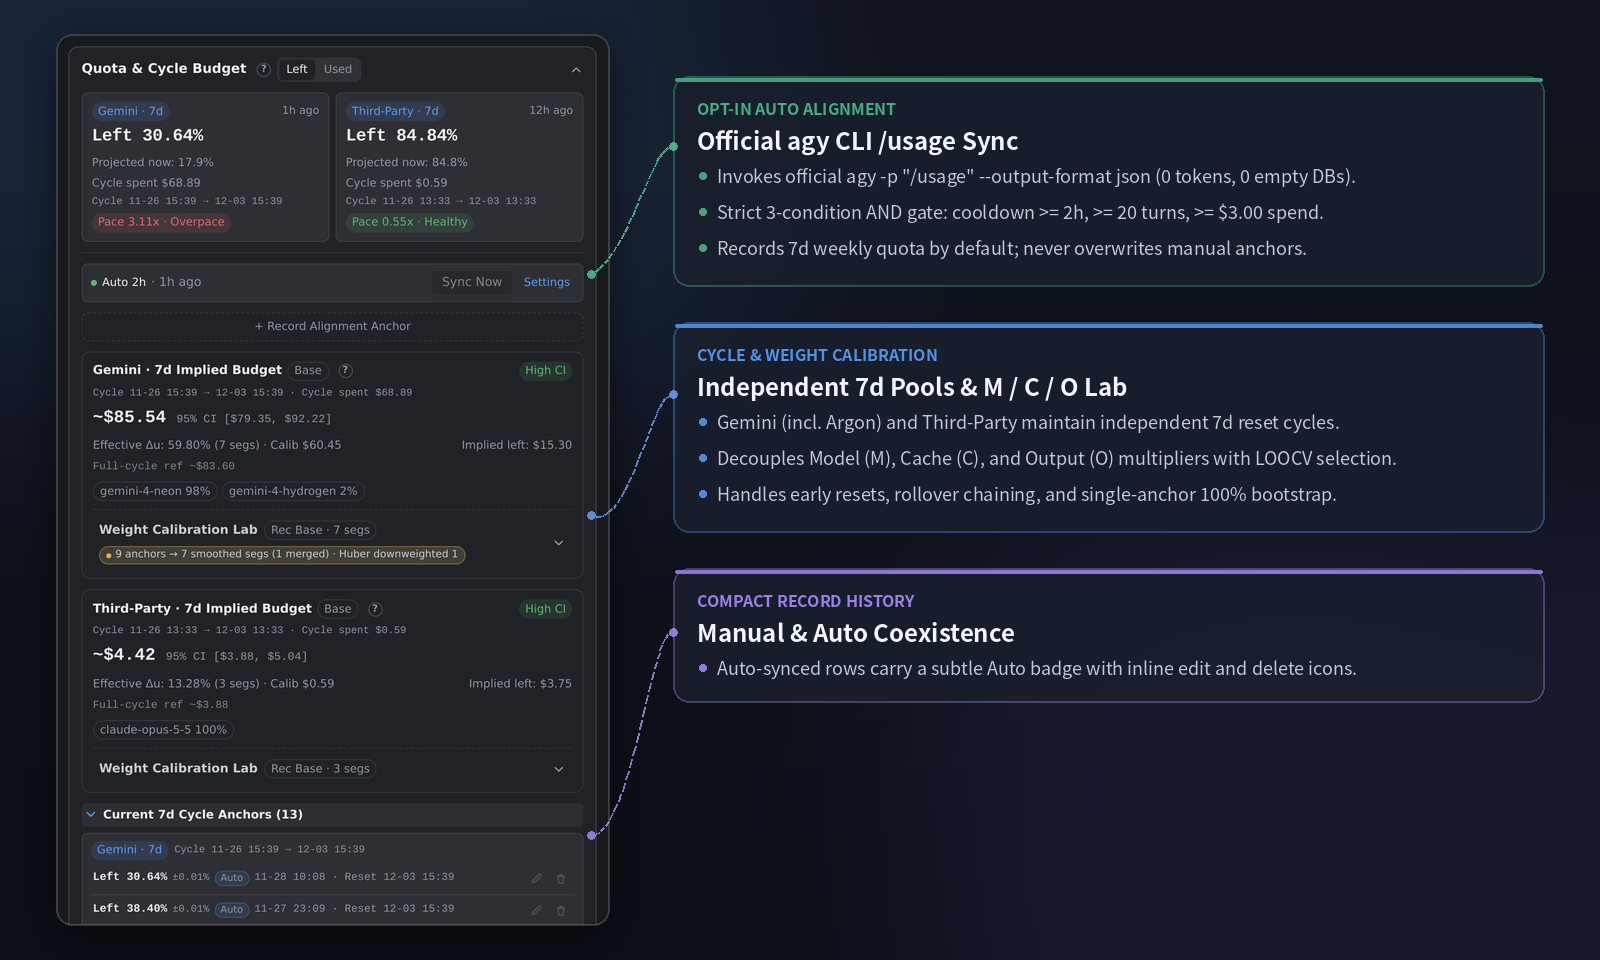 Quota & Cycle Budget ? Left Used
Gemini · 7d 1h ago
Left 30.64%
Projected now: 17.9%
Cycle spent $68.89
Cycle 11-26 15:39 → 12-03 15:39
Pace 3.11x · Overpace
Third-Party · 7d 12h ago
Left 84.84%
Projected now: 84.8%
Cycle spent $0.59
Cycle 11-26 13:33 → 12-03 13:33
Pace 0.55x · Healthy
Auto 2h · 1h ago Sync Now Settings
+ Record Alignment Anchor
Gemini · 7d Implied Budget Base ? High CI
Cycle 11-26 15:39 → 12-03 15:39 · Cycle spent $68.89
~$85.54 95% CI [$79.35, $92.22]
Effective Δu: 59.80% (7 segs) · Calib $60.45 Implied left: $15.30
Full-cycle ref ~$83.60
gemini-4-neon 98% gemini-4-hydrogen 2%
Weight Calibration Lab Rec Base · 7 segs
9 anchors → 7 smoothed segs (1 merged) · Huber downweighted 1
Third-Party · 7d Implied Budget Base ? High CI
Cycle 11-26 13:33 → 12-03 13:33 · Cycle spent $0.59
~$4.42 95% CI [$3.88, $5.04]
Effective Δu: 13.28% (3 segs) · Calib $0.59 Implied left: $3.75
Full-cycle ref ~$3.88
claude-opus-5-5 100%
Weight Calibration Lab Rec Base · 3 segs
Current 7d Cycle Anchors (13)
Gemini · 7d Cycle 11-26 15:39 → 12-03 15:39
Left 30.64% ±0.01% Auto 11-28 10:08 · Reset 12-03 15:39
Left 38.40% ±0.01% Auto 11-27 23:09 · Reset 12-03 15:39
OPT-IN AUTO ALIGNMENT
Official agy CLI /usage Sync
Invokes official agy -p "/usage" --output-format json (0 tokens, 0 empty DBs).
Strict 3-condition AND gate: cooldown >= 2h, >= 20 turns, >= $3.00 spend.
Records 7d weekly quota by default; never overwrites manual anchors.
CYCLE & WEIGHT CALIBRATION
Independent 7d Pools & M / C / O Lab
Gemini (incl. Argon) and Third-Party maintain independent 7d reset cycles.
Decouples Model (M), Cache (C), and Output (O) multipliers with LOOCV selection.
Handles early resets, rollover chaining, and single-anchor 100% bootstrap.
COMPACT RECORD HISTORY
Manual & Auto Coexistence
Auto-synced rows carry a subtle Auto badge with inline edit and delete icons.